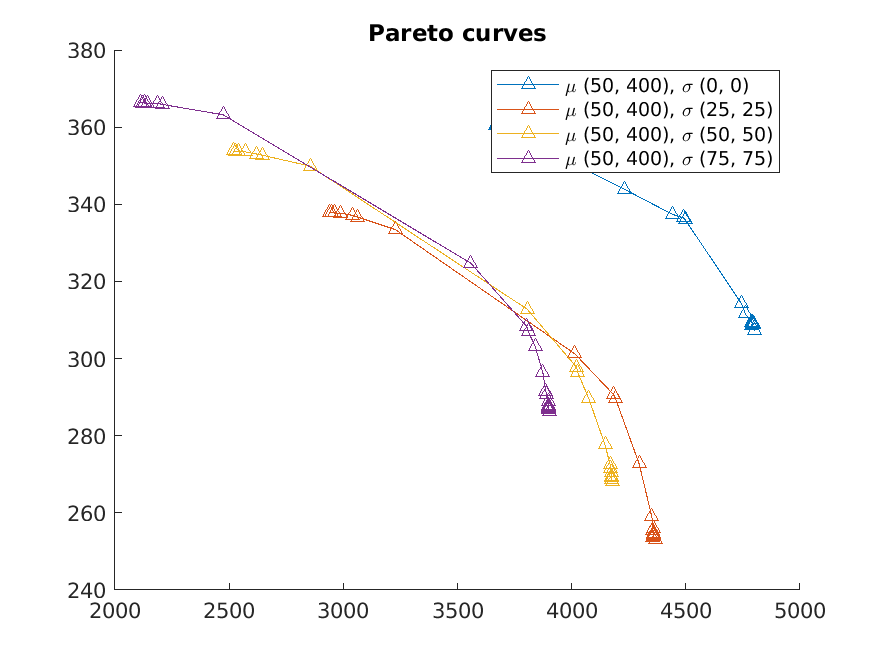 Pareto curves
380
360
340
320
300
280
260
240
2000 2500 3000 3500 4000 4500 5000
μ (50, 400), σ (0, 0)
μ (50, 400), σ (25, 25)
μ (50, 400), σ (50, 50)
μ (50, 400), σ (75, 75)